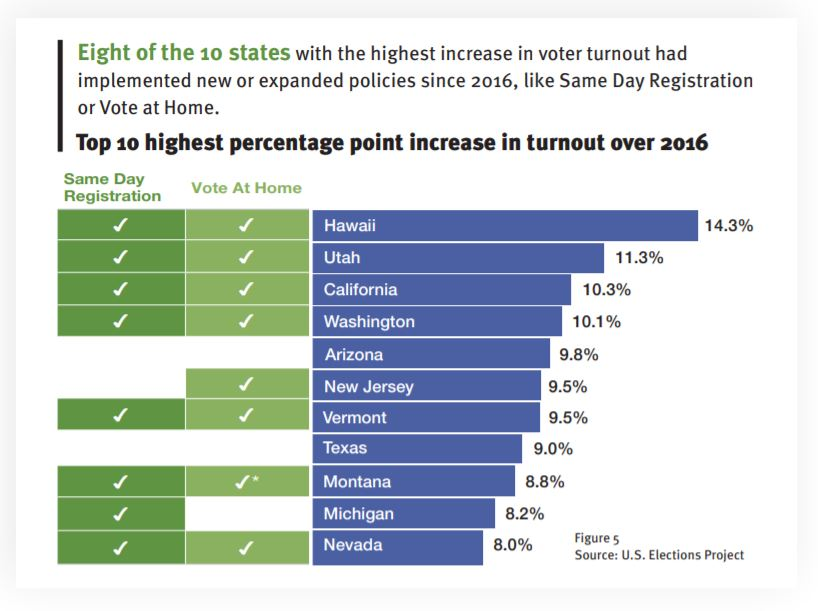 Eight of the 10 states with the highest increase in voter turnout had
implemented new or expanded policies since 2016, like Same Day Registration
or Vote at Home.
Top 10 highest percentage point increase in turnout over 2016
Same Day
Registration
Vote At Home
✓ ✓ Hawaii 14.3%
✓ ✓ Utah 11.3%
✓ ✓ California 10.3%
✓ ✓ Washington 10.1%
Arizona 9.8%
✓ New Jersey 9.5%
✓ ✓ Vermont 9.5%
Texas 9.0%
✓ ✓* Montana 8.8%
✓ Michigan 8.2%
✓ ✓ Nevada 8.0%
Figure 5
Source: U.S. Elections Project